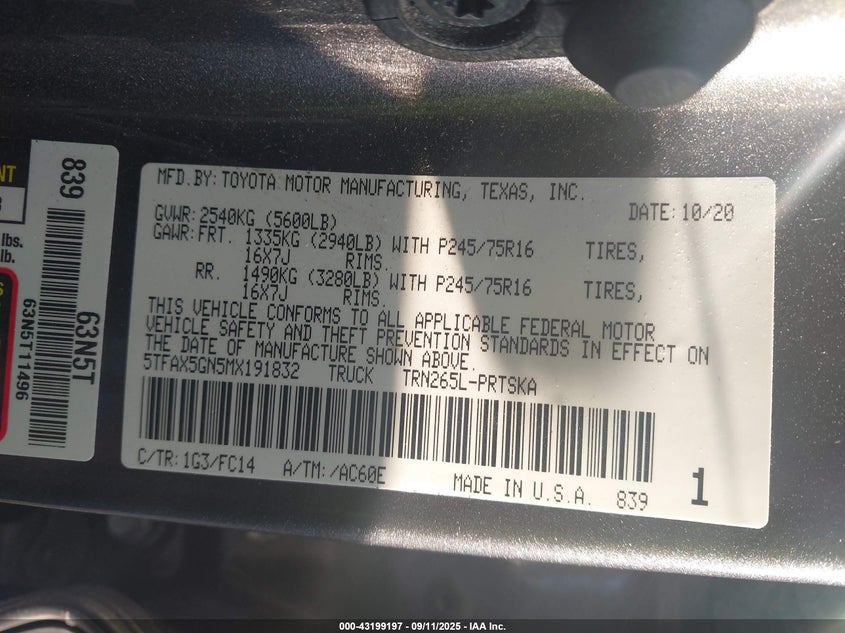 MFD.BY:TOYOTA MOTOR MANUFACTURING, TEXAS, INC.
DATE:10/20
GVWR:2540KG (5600LB)
GAWR:FRT. 1335KG (2940LB) WITH P245/75R16 TIRES,
16X7J RIMS.
RR. 1490KG (3280LB) WITH P245/75R16 TIRES,
16X7J RIMS.
THIS VEHICLE CONFORMS TO ALL APPLICABLE FEDERAL MOTOR
VEHICLE SAFETY AND THEFT PREVENTION STANDARDS IN EFFECT ON
THE DATE OF MANUFACTURE SHOWN ABOVE.
5TFAX5GN5MX191832 TRUCK TRN265L-PRTSKA
C/TR:1G3/FC14 A/TM:/AC60E MADE IN U.S.A. 839 1
839
63N5T
63N5T11496
lbs.
lb.
000-43199197 - 09/11/2025 - IAA Inc.